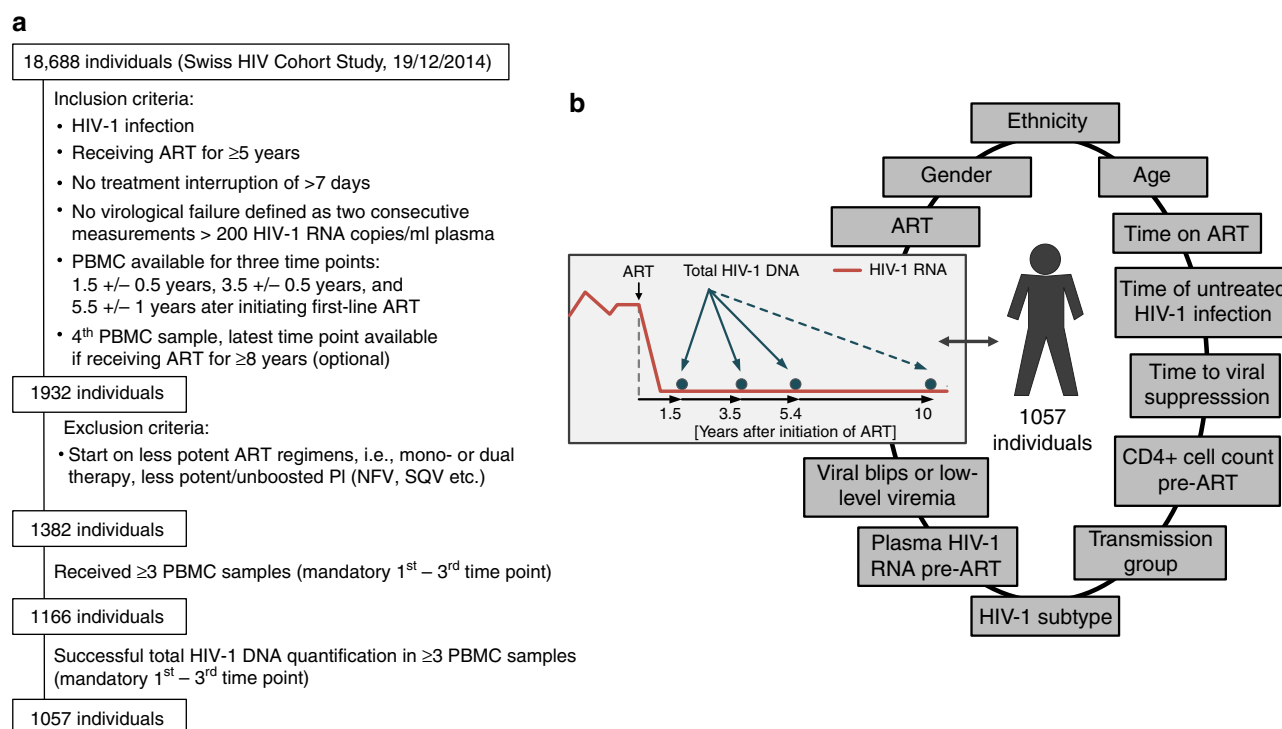 a
18,688 individuals (Swiss HIV Cohort Study, 19/12/2014)
Inclusion criteria:
• HIV-1 infection
• Receiving ART for ≥5 years
• No treatment interruption of >7 days
• No virological failure defined as two consecutive
measurements > 200 HIV-1 RNA copies/ml plasma
• PBMC available for three time points:
1.5 +/– 0.5 years, 3.5 +/– 0.5 years, and
5.5 +/– 1 years ater initiating first-line ART
• 4th PBMC sample, latest time point available
if receiving ART for ≥8 years (optional)
1932 individuals
Exclusion criteria:
• Start on less potent ART regimens, i.e., mono- or dual
therapy, less potent/unboosted PI (NFV, SQV etc.)
1382 individuals
Received ≥3 PBMC samples (mandatory 1st – 3rd time point)
1166 individuals
Successful total HIV-1 DNA quantification in ≥3 PBMC samples
(mandatory 1st – 3rd time point)
1057 individuals
b
Ethnicity
Gender
Age
ART
Time on ART
ART
Total HIV-1 DNA
HIV-1 RNA
1.5
3.5
5.4
10
[Years after initiation of ART]
1057
individuals
Time of untreated
HIV-1 infection
Time to viral
suppresssion
CD4+ cell count
pre-ART
Viral blips or low-
level viremia
Plasma HIV-1
RNA pre-ART
Transmission
group
HIV-1 subtype